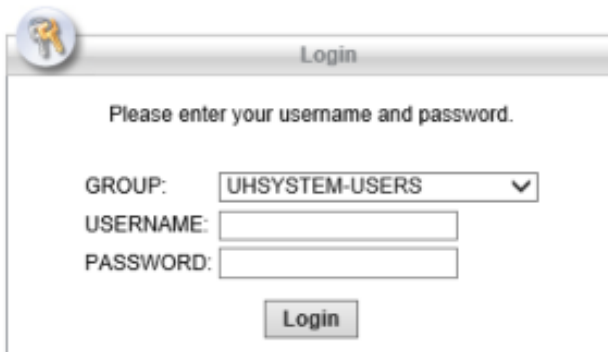 Login
Please enter your username and password.
GROUP: UHSYSTEM-USERS
USERNAME:
PASSWORD:
Login